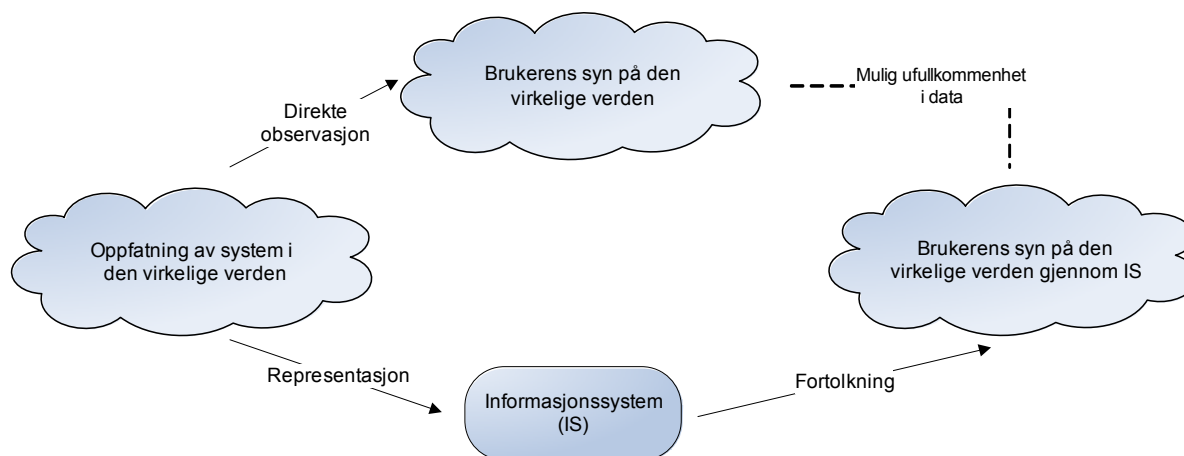 Brukerens syn på den
virkelige verden
Mulig ufullkommenhet
i data
Direkte
observasjon
Oppfatning av system i
den virkelige verden
Brukerens syn på den
virkelige verden gjennom IS
Representasjon
Informasjonssystem
(IS)
Fortolkning